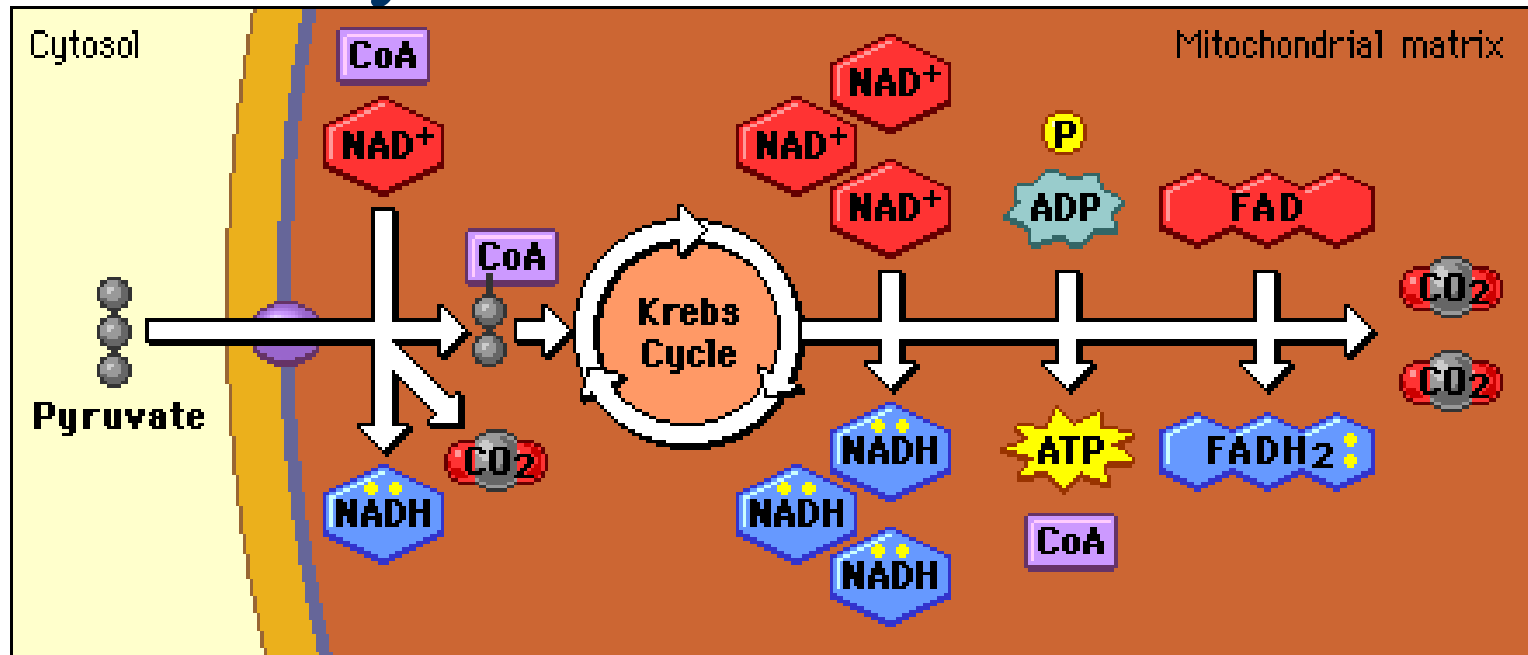 Cytosol
Mitochondrial matrix
CoA
NAD+
Pyruvate
NADH
CO2
CoA
Krebs
Cycle
NAD+
NAD+
NAD+
P
ADP
FAD
NADH
NADH
NADH
ATP
CoA
FADH2
CO2
CO2